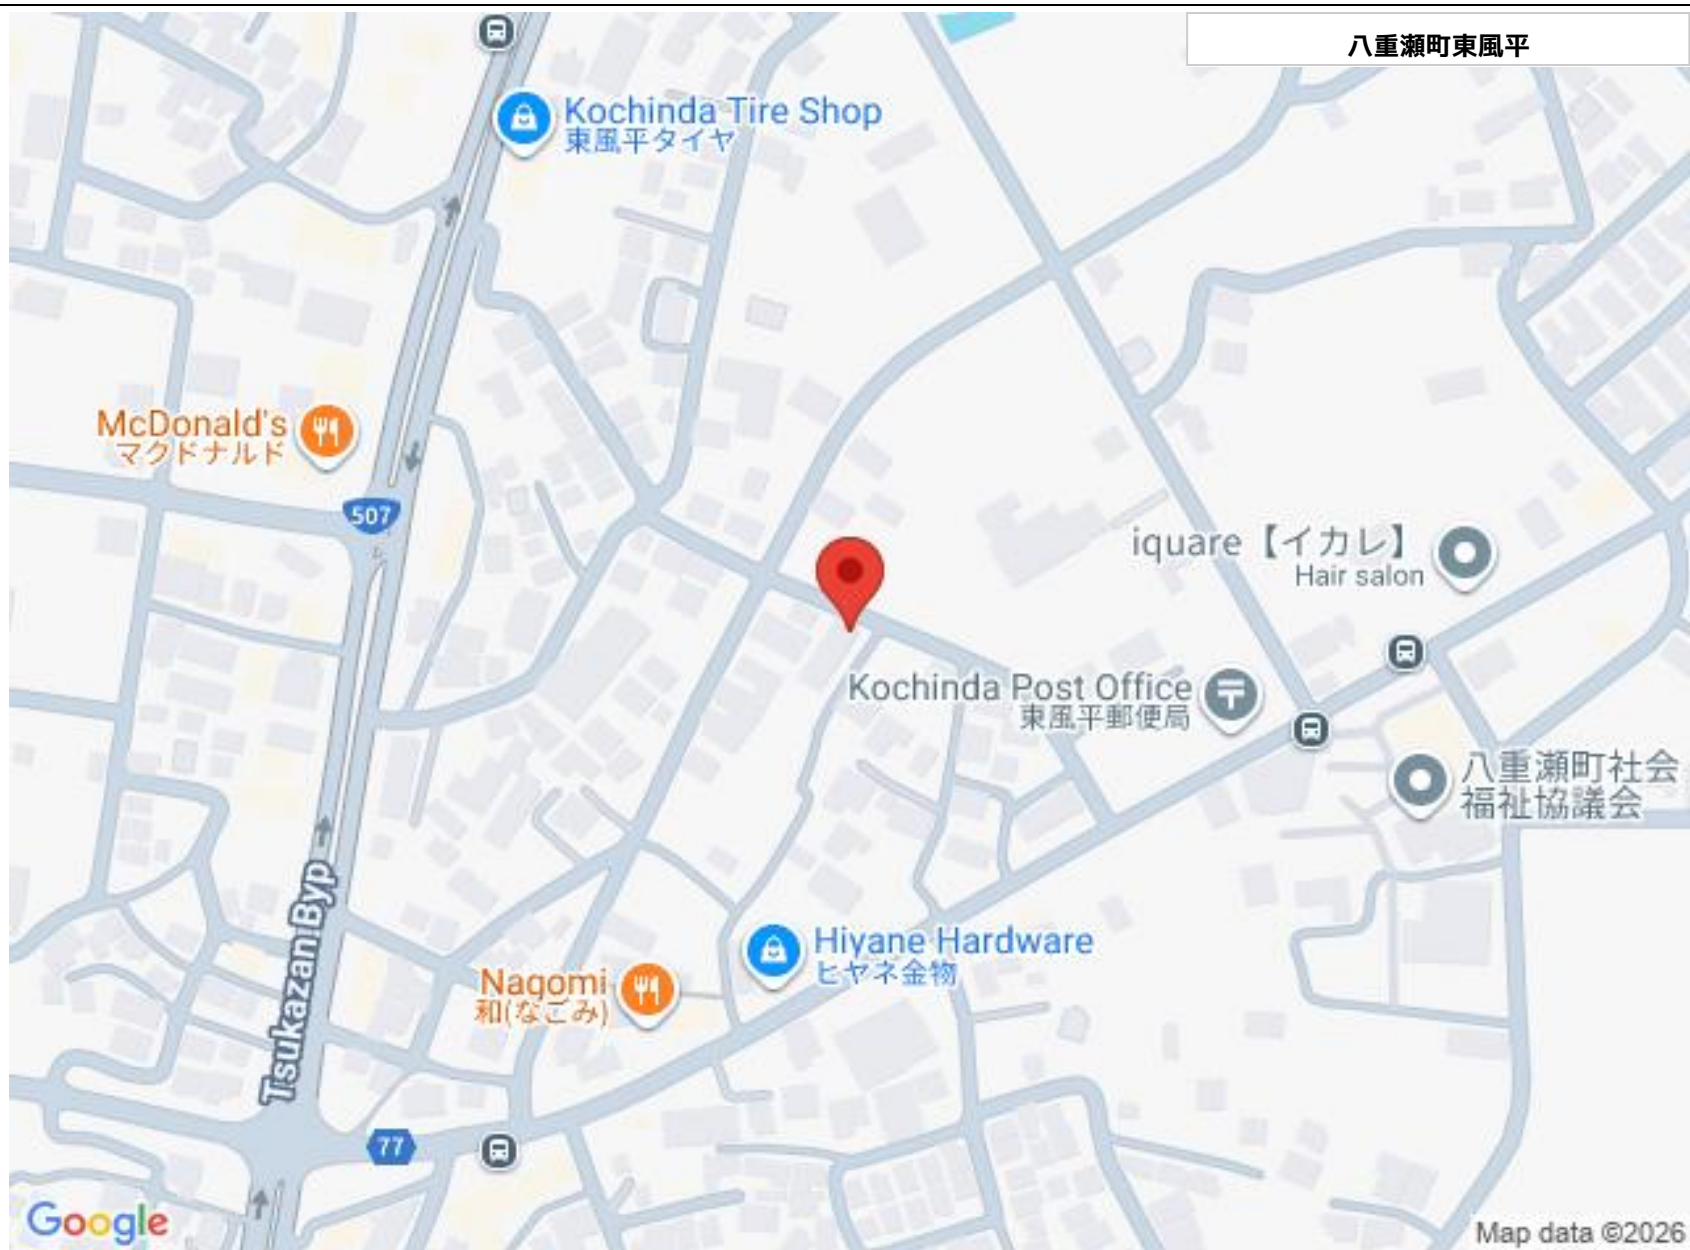 八重瀬町東風平
Kochinda Tire Shop
東風平タイヤ
McDonald's
マクドナルド
507
iquare【イカレ】
Hair salon
Kochinda Post Office
東風平郵便局
八重瀬町社会
福祉協議会
Tsukazan Byp
Hiyane Hardware
ヒヤネ金物
Nagomi
和(なごみ)
77
Google
Map data ©2026